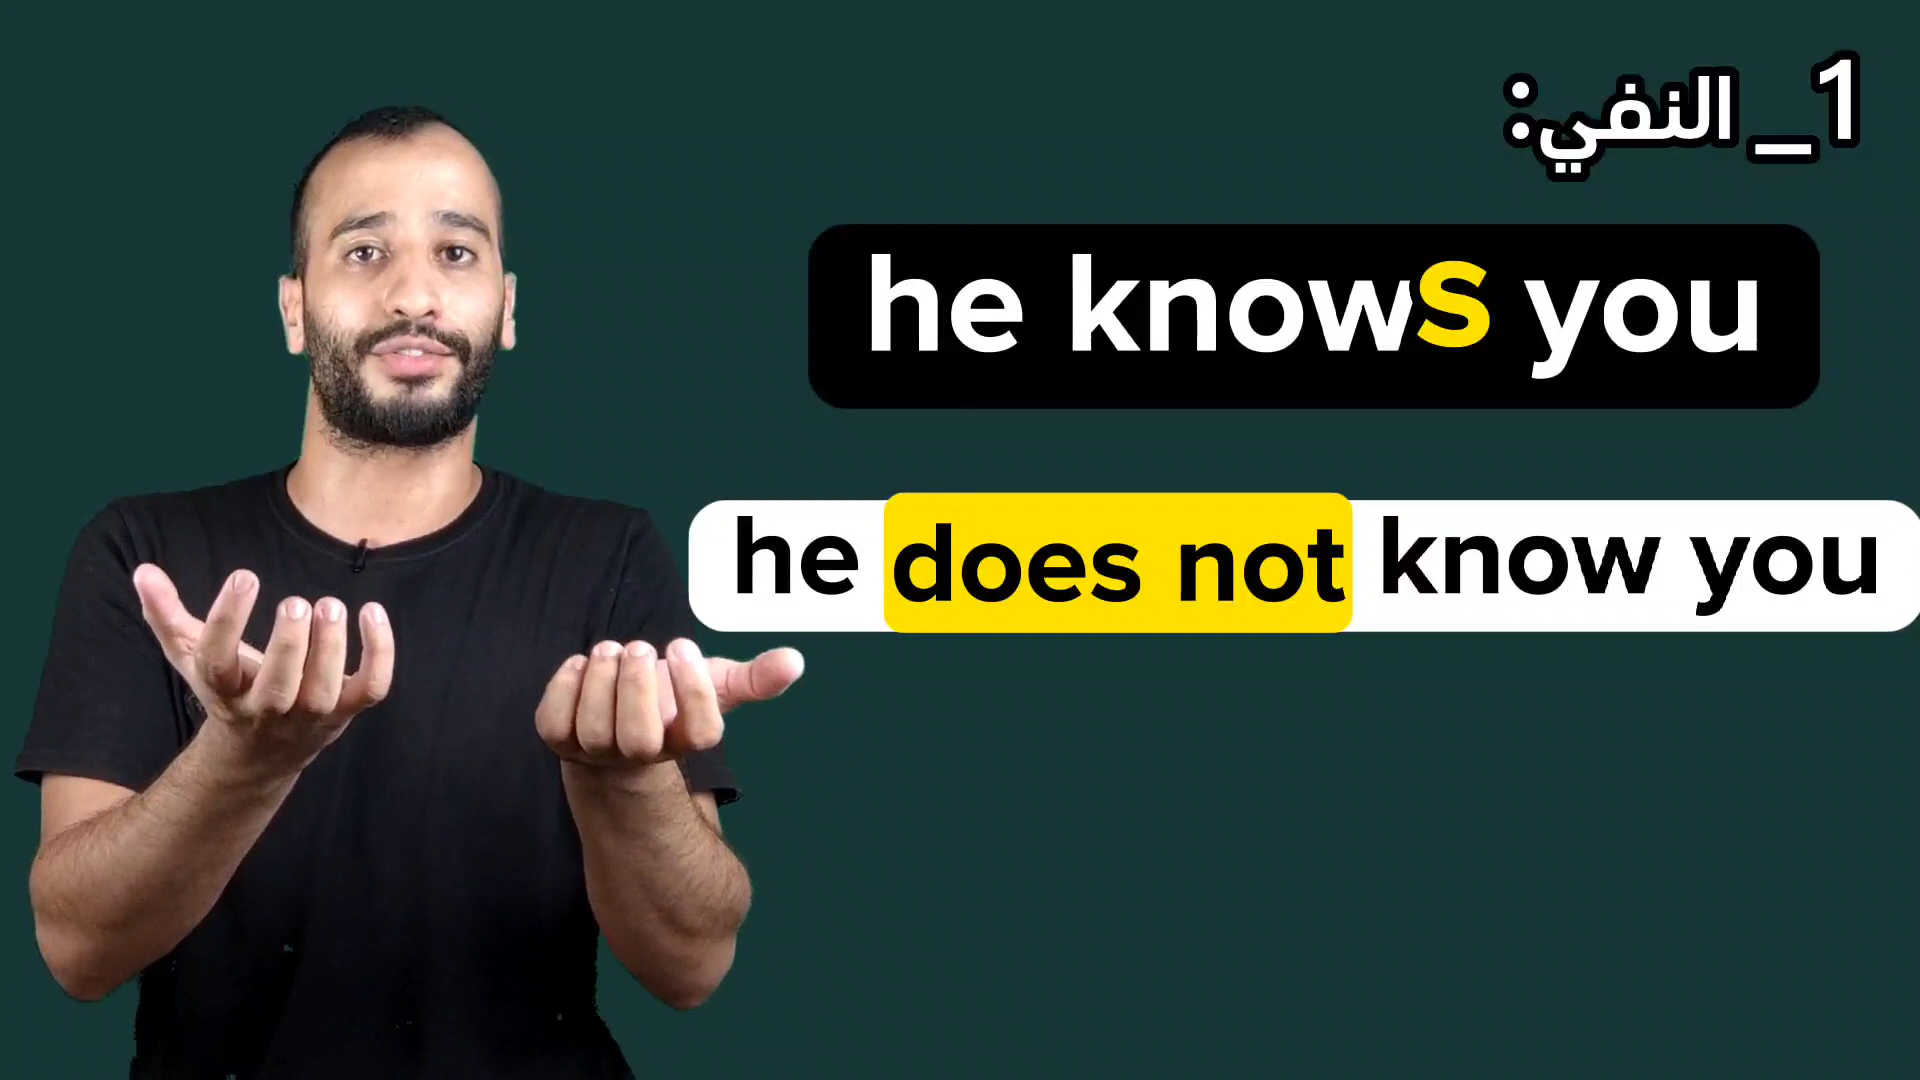 1_ النفي:
he knows you
he does not know you